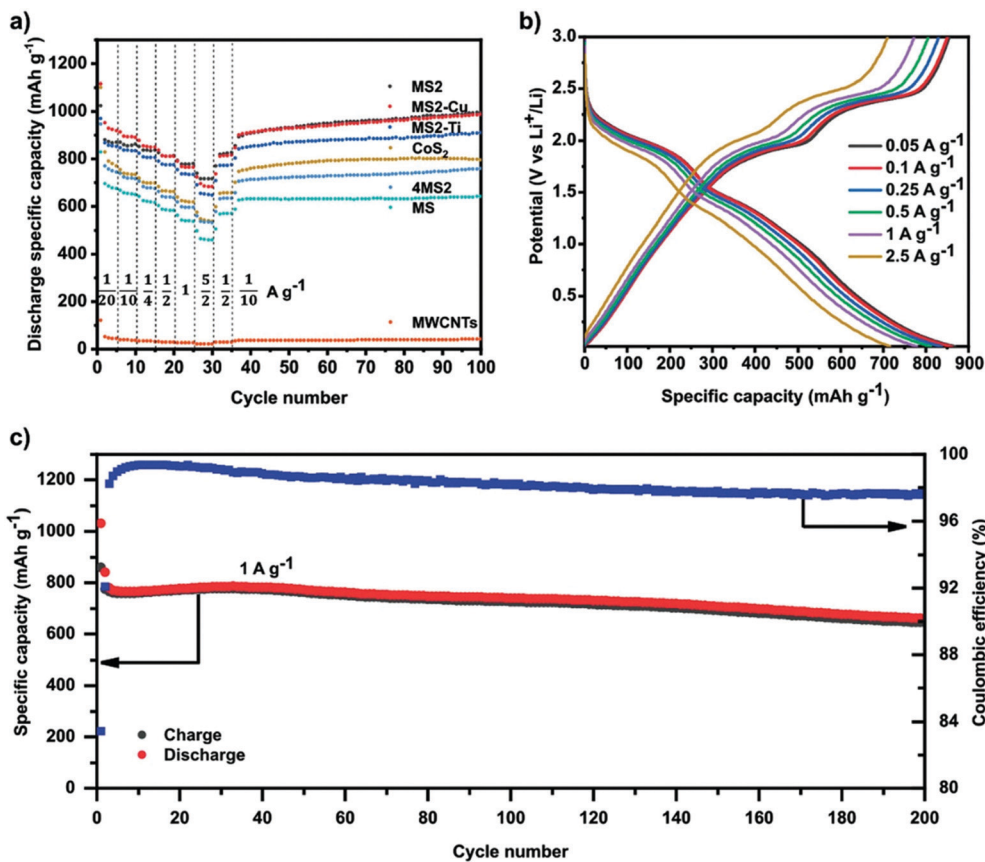 a)
Discharge specific capacity (mAh g⁻¹)
1200
1000
800
600
400
200
0
MS2
MS2-Cu
MS2-Ti
CoS₂
4MS2
MS
1/20 1/10 1/4 1/2 1 5/2 1/2 1/10 A g⁻¹
MWCNTs
0 10 20 30 40 50 60 70 80 90 100
Cycle number
b)
Potential (V vs Li⁺/Li)
3.0
2.5
2.0
1.5
1.0
0.5
0.05 A g⁻¹
0.1 A g⁻¹
0.25 A g⁻¹
0.5 A g⁻¹
1 A g⁻¹
2.5 A g⁻¹
0 100 200 300 400 500 600 700 800 900
Specific capacity (mAh g⁻¹)
c)
Specific capacity (mAh g⁻¹)
1200
1000
800
600
400
200
0
1 A g⁻¹
Charge
Discharge
100
96
92
88
84
80
Coulombic efficiency (%)
0 20 40 60 80 100 120 140 160 180 200
Cycle number